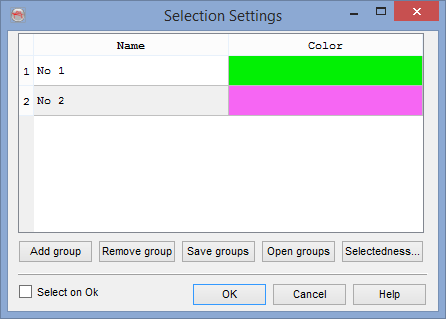 Selection Settings
Name Color
1 No 1
2 No 2
Add group Remove group Save groups Open groups Selectedness...
Select on Ok OK Cancel Help